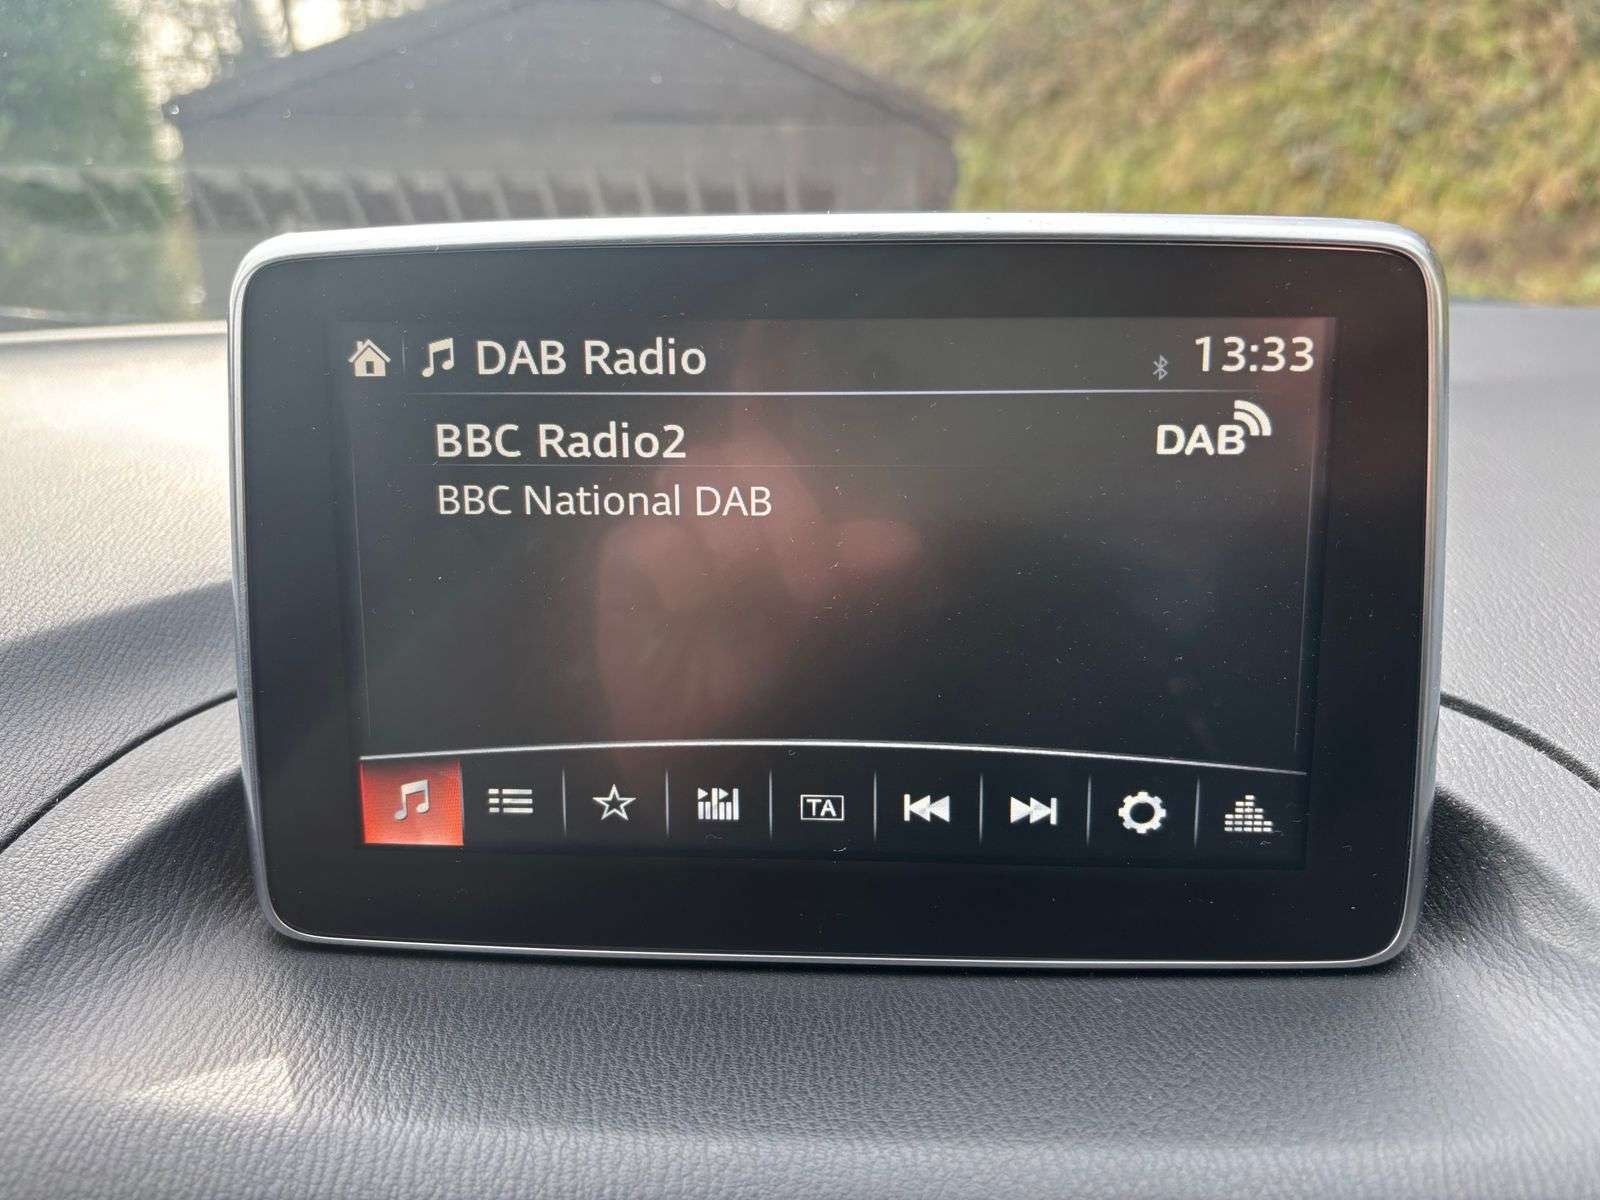 DAB Radio 13:33
BBC Radio2 DAB
BBC National DAB
TA